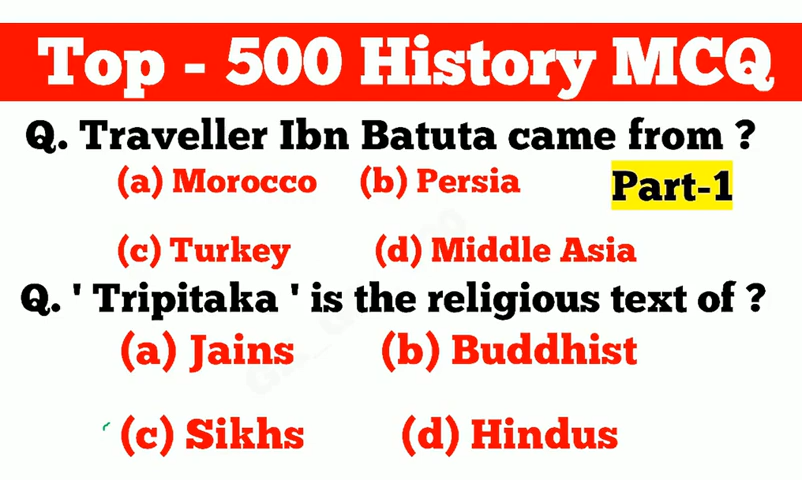 Top - 500 History MCQ
Q. Traveller Ibn Batuta came from ?
(a) Morocco (b) Persia
Part-1
(c) Turkey (d) Middle Asia
Q. ' Tripitaka ' is the religious text of ?
(a) Jains (b) Buddhist
(c) Sikhs (d) Hindus